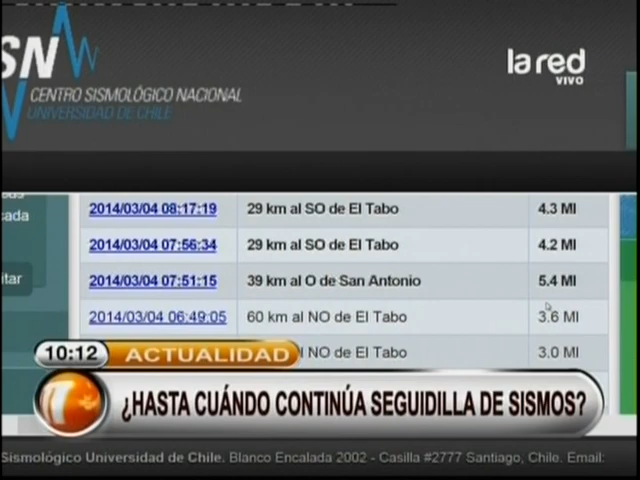 SN
CENTRO SISMOLÓGICO NACIONAL
UNIVERSIDAD DE CHILE
la red
VIVO
cada
itar
2014/03/04 08:17:19 29 km al SO de El Tabo 4.3 Ml
2014/03/04 07:56:34 29 km al SO de El Tabo 4.2 Ml
2014/03/04 07:51:15 39 km al O de San Antonio 5.4 Ml
2014/03/04 06:49:05 60 km al NO de El Tabo 3.6 Ml
NO de El Tabo 3.0 Ml
10:12 ACTUALIDAD
¿HASTA CUÁNDO CONTINÚA SEGUIDILLA DE SISMOS?
Sismológico Universidad de Chile. Blanco Encalada 2002 - Casilla #2777 Santiago, Chile. Email: